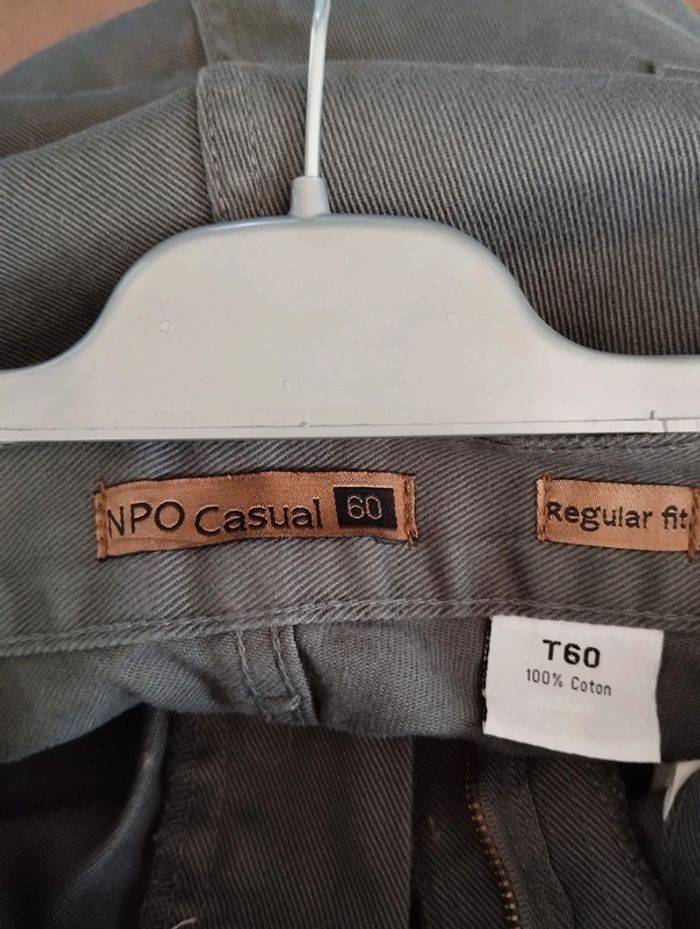 NPO Casual 60
Regular fit
T60
100% Coton